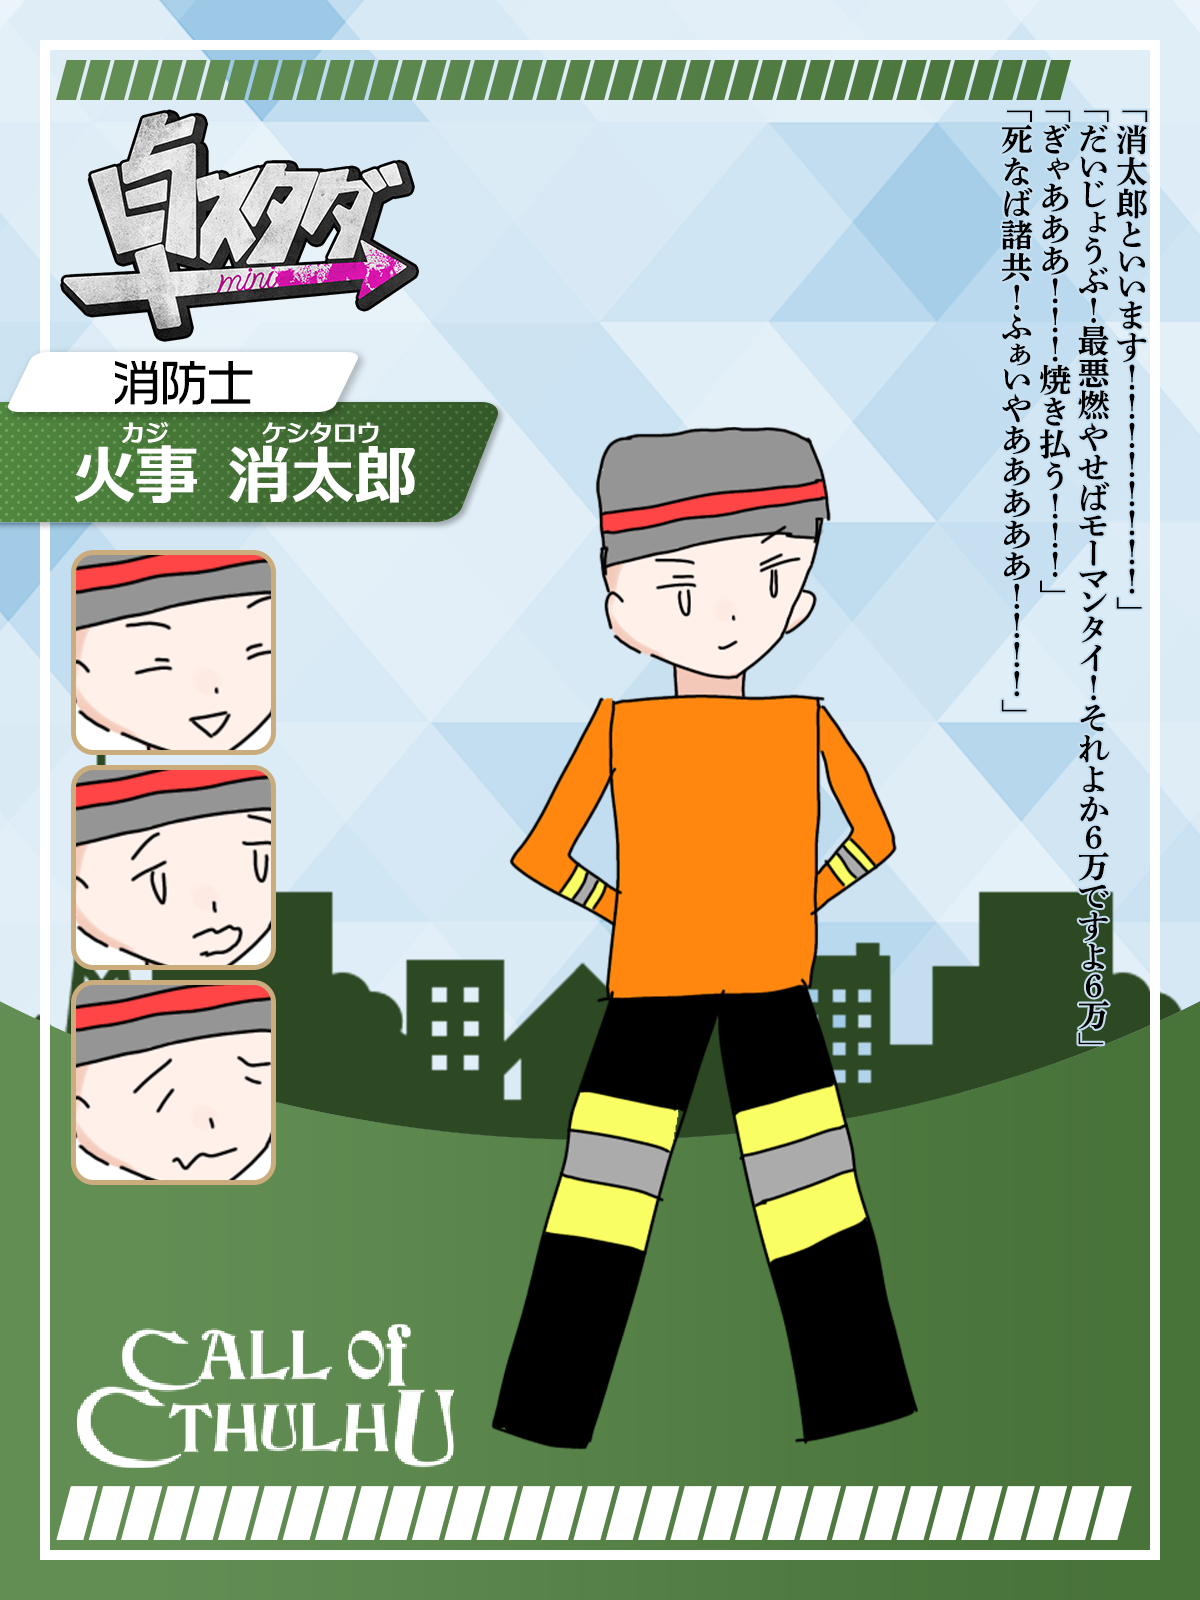 卓スタダ
mini
消防士
カジ ケシタロウ
火事 消太郎
「消太郎といいます！！！！！！！！」
「だいじょうぶ！最悪燃やせばモーマンタイ！それよか６万ですよ６万」
「ぎゃあああ！！！焼き払う！！！」
「死なば諸共！ふぁいやああああああ！！！！」
CALL of
CTHULHU